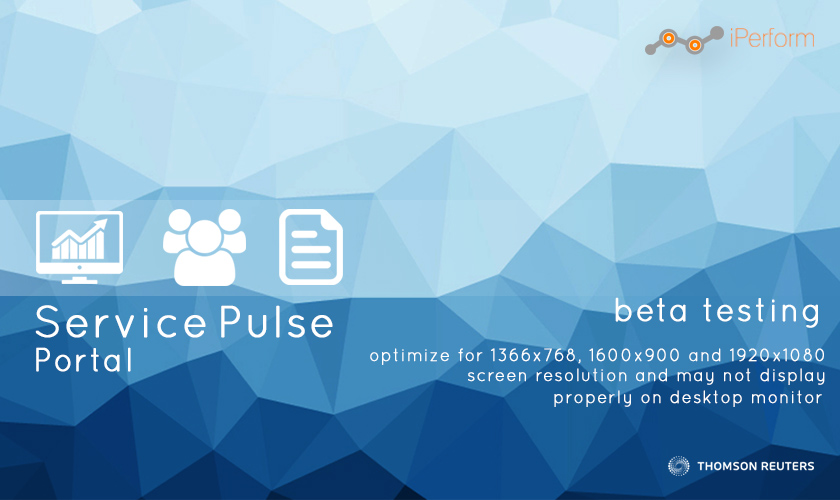 iPerform
Service Pulse
Portal
beta testing
optimize for 1366x768, 1600x900 and 1920x1080
screen resolution and may not display
properly on desktop monitor
THOMSON REUTERS